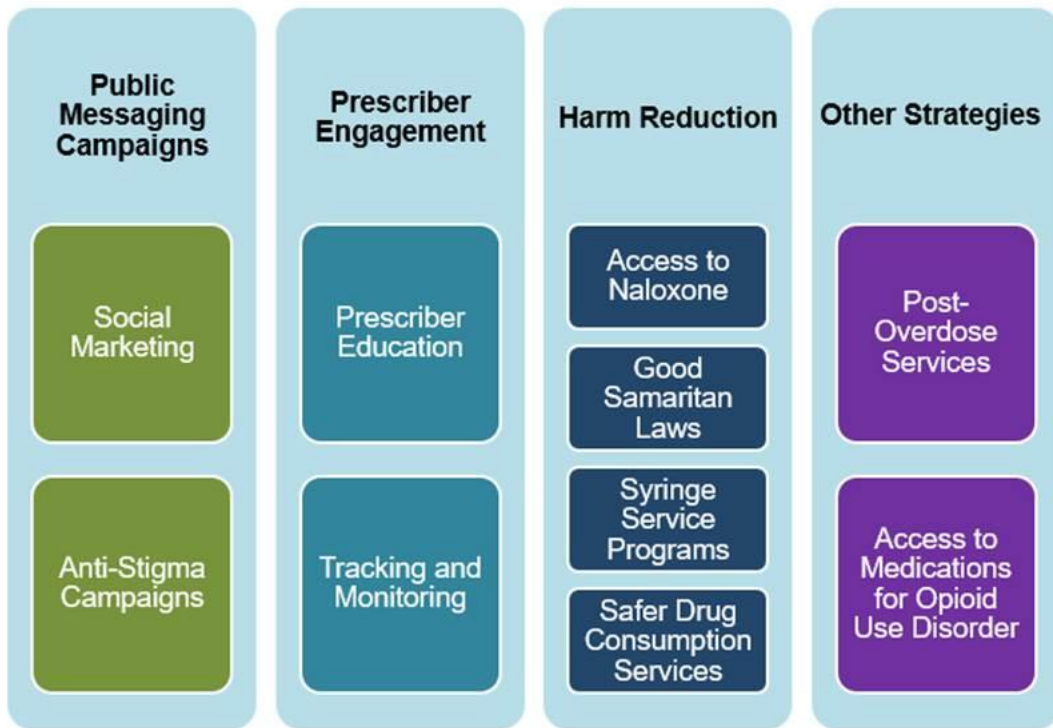 Public
Messaging
Campaigns
Social
Marketing
Anti-Stigma
Campaigns
Prescriber
Engagement
Prescriber
Education
Tracking and
Monitoring
Harm Reduction
Access to
Naloxone
Good
Samaritan
Laws
Syringe
Service
Programs
Safer Drug
Consumption
Services
Other Strategies
Post-
Overdose
Services
Access to
Medications
for Opioid
Use Disorder